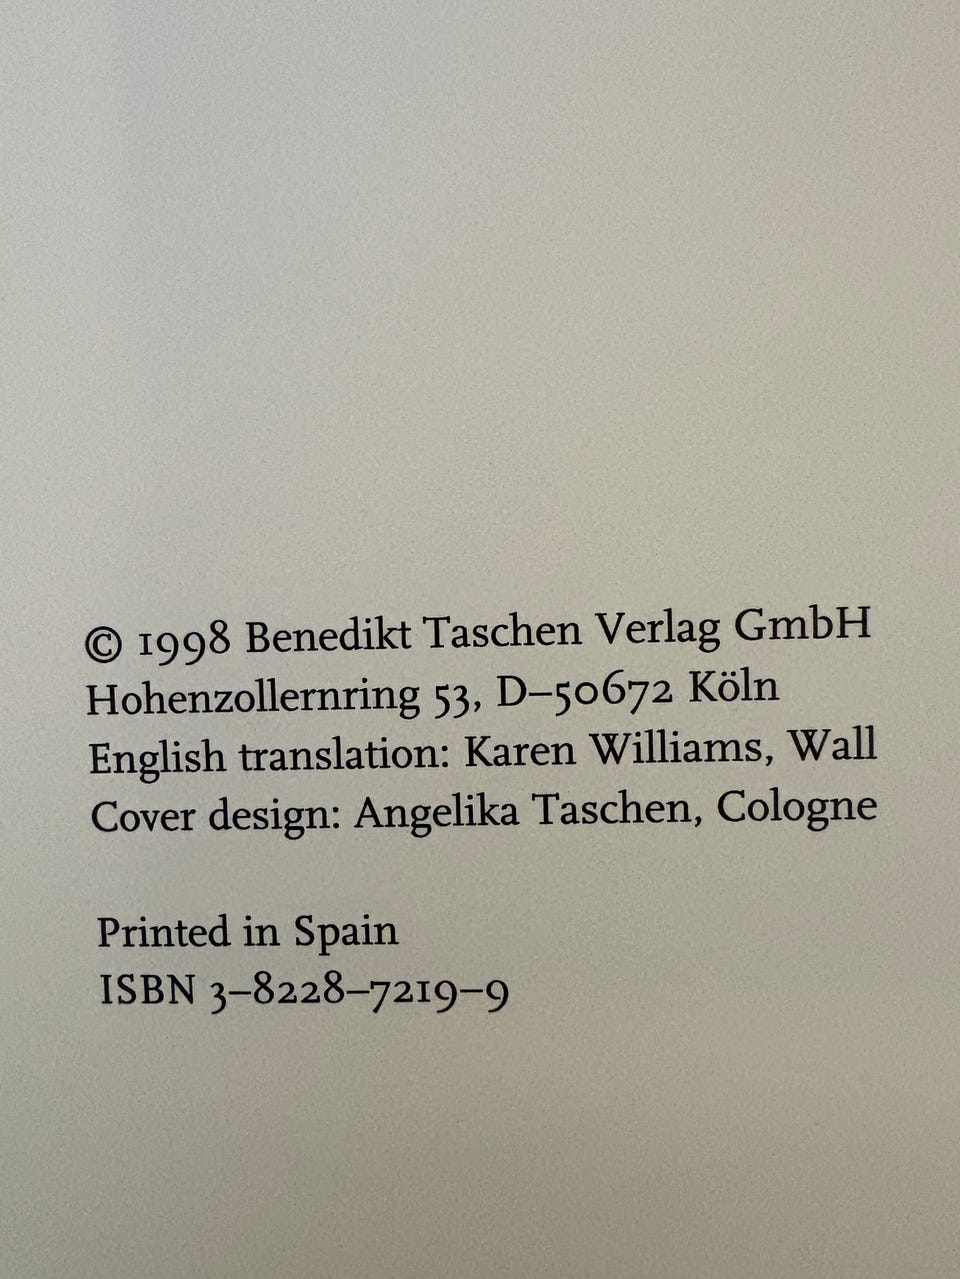 © 1998 Benedikt Taschen Verlag GmbH
Hohenzollernring 53, D–50672 Köln
English translation: Karen Williams, Wall
Cover design: Angelika Taschen, Cologne
Printed in Spain
ISBN 3–8228–7219–9